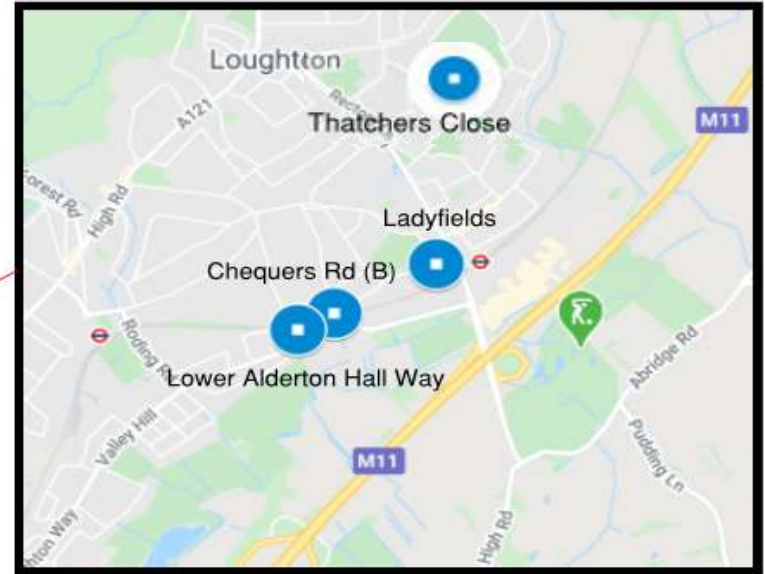 Loughton
A121
Thatchers Close
M11
Forest Rd
High Rd
Ladyfields
Chequers Rd (B)
Lower Alderton Hall Way
Abridge Rd
Valley Hill
M11
Pudding Ln
High Rd